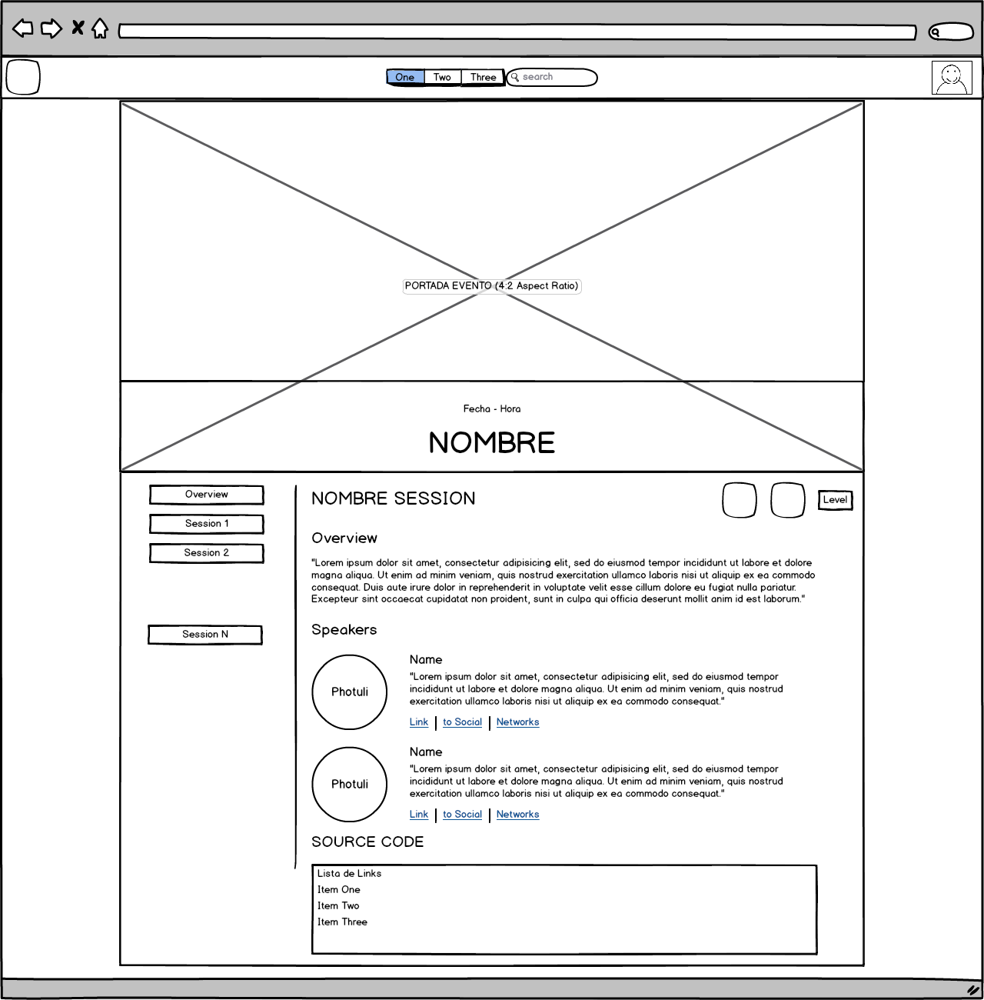 One Two Three search
PORTADA EVENTO (4:2 Aspect Ratio)
Fecha - Hora
NOMBRE
Overview
Session 1
Session 2
Session N
NOMBRE SESSION
Level
Overview
"Lorem ipsum dolor sit amet, consectetur adipisicing elit, sed do eiusmod tempor incididunt ut labore et dolore
magna aliqua. Ut enim ad minim veniam, quis nostrud exercitation ullamco laboris nisi ut aliquip ex ea commodo
consequat. Duis aute irure dolor in reprehenderit in voluptate velit esse cillum dolore eu fugiat nulla pariatur.
Excepteur sint occaecat cupidatat non proident, sunt in culpa qui officia deserunt mollit anim id est laborum."
Speakers
Photuli
Name
"Lorem ipsum dolor sit amet, consectetur adipisicing elit, sed do eiusmod tempor
incididunt ut labore et dolore magna aliqua. Ut enim ad minim veniam, quis nostrud
exercitation ullamco laboris nisi ut aliquip ex ea commodo consequat."
Link to Social Networks
Photuli
Name
"Lorem ipsum dolor sit amet, consectetur adipisicing elit, sed do eiusmod tempor
incididunt ut labore et dolore magna aliqua. Ut enim ad minim veniam, quis nostrud
exercitation ullamco laboris nisi ut aliquip ex ea commodo consequat."
Link to Social Networks
SOURCE CODE
Lista de Links
Item One
Item Two
Item Three